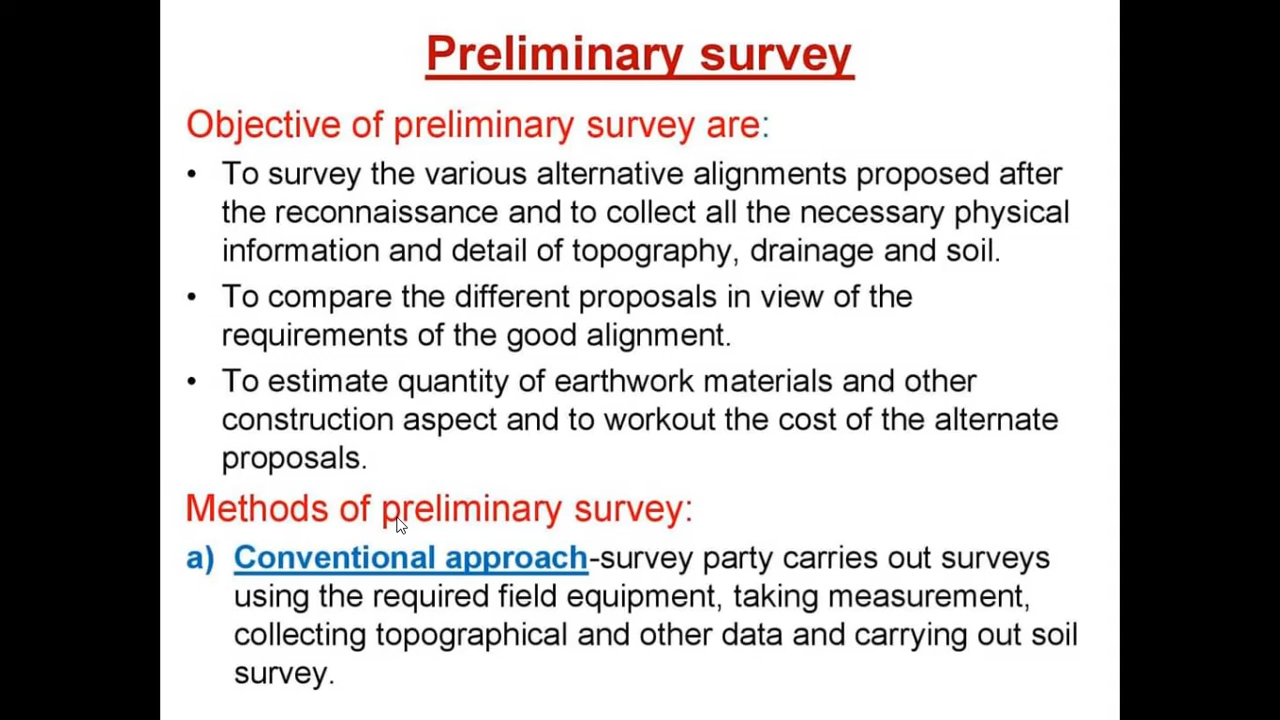 Preliminary survey
Objective of preliminary survey are:
• To survey the various alternative alignments proposed after
the reconnaissance and to collect all the necessary physical
information and detail of topography, drainage and soil.
• To compare the different proposals in view of the
requirements of the good alignment.
• To estimate quantity of earthwork materials and other
construction aspect and to workout the cost of the alternate
proposals.
Methods of preliminary survey:
a) Conventional approach-survey party carries out surveys
using the required field equipment, taking measurement,
collecting topographical and other data and carrying out soil
survey.